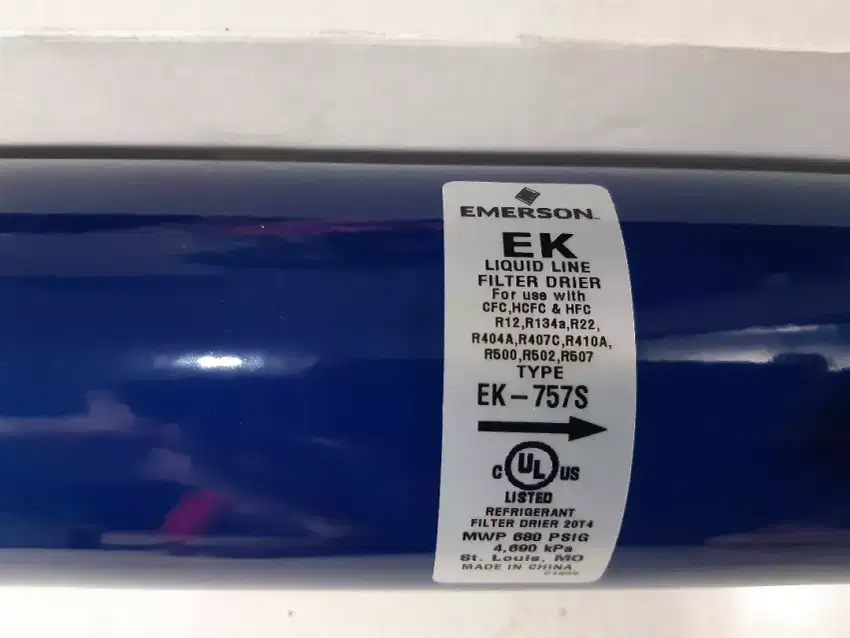 EMERSON™
EK
LIQUID LINE
FILTER DRIER
For use with
CFC,HCFC & HFC
R12,R134a,R22,
R404A,R407C,R410A,
R500,R502,R507
TYPE
EK-757S
C UL US
LISTED
REFRIGERANT
FILTER DRIER 20T4
MWP 680 PSIG
4,690 kPa
St. Louis, MO
MADE IN CHINA